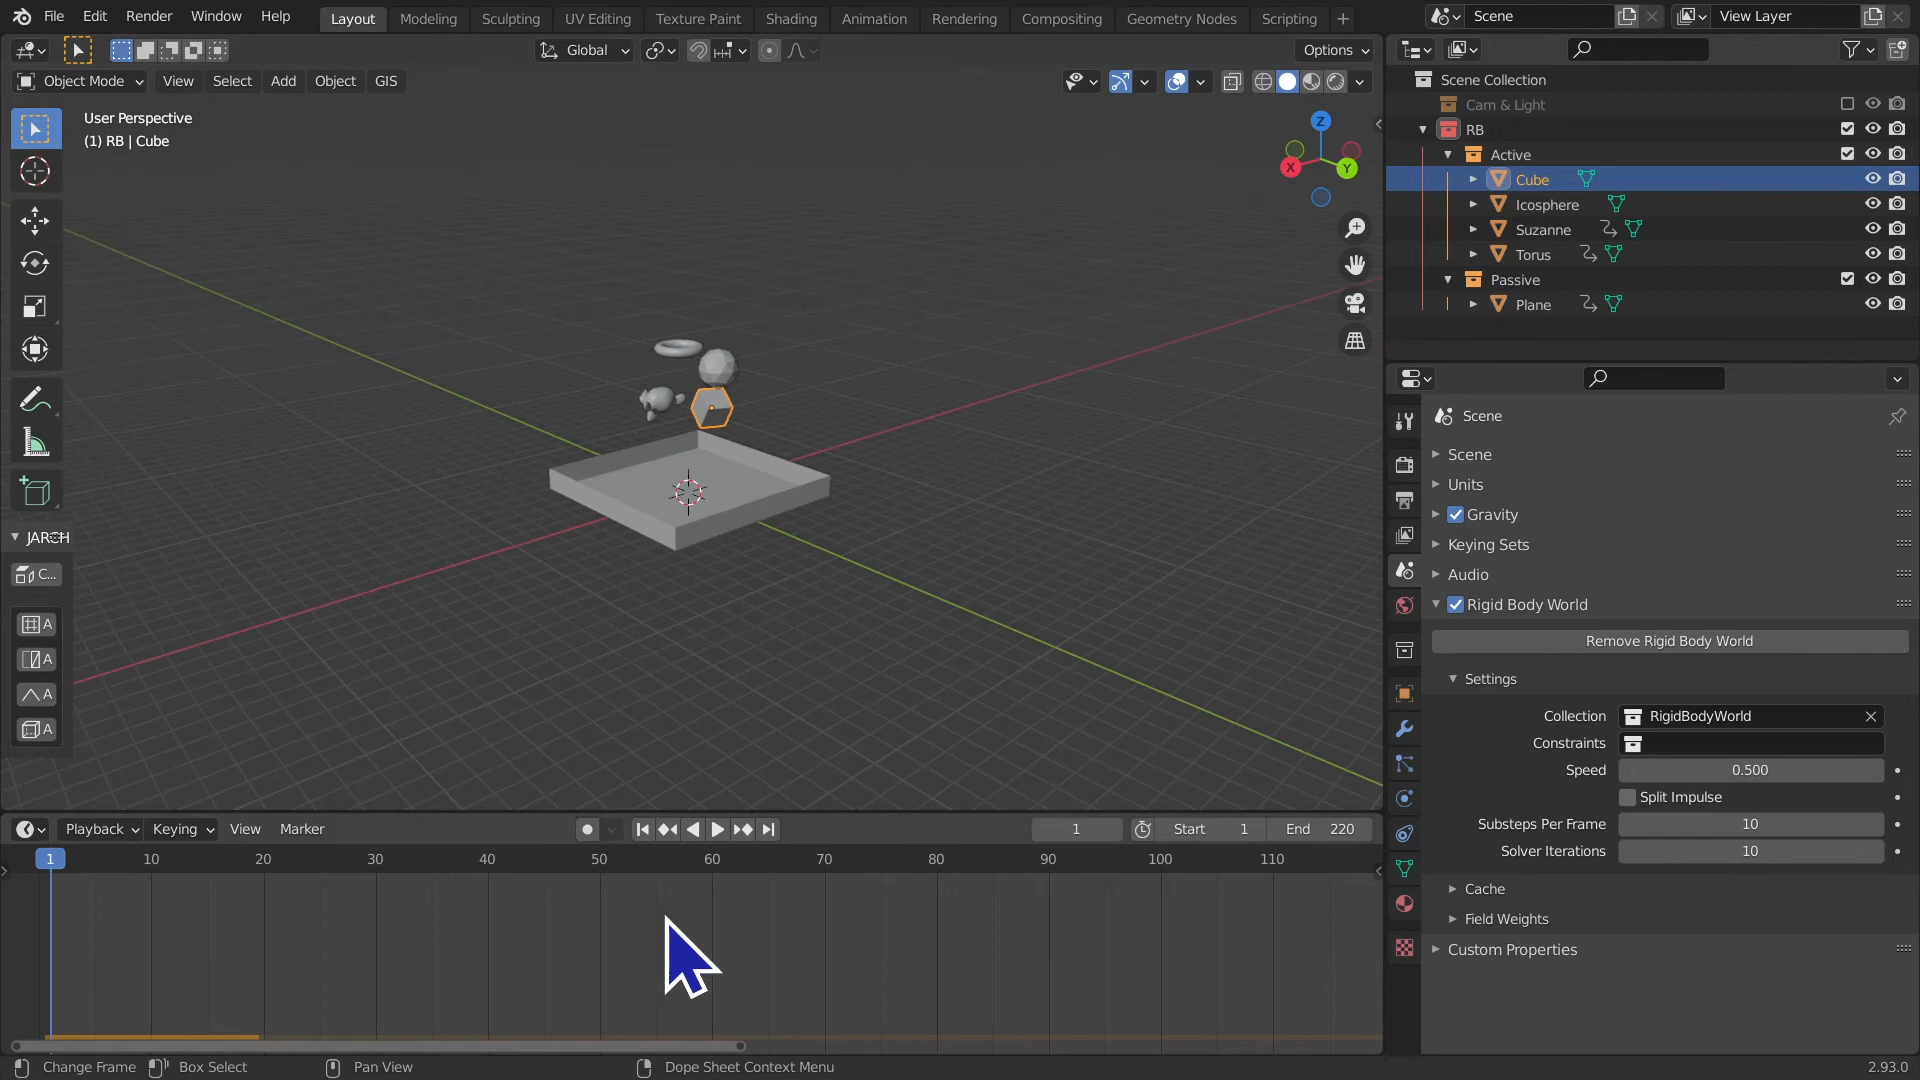 File Edit Render Window Help Layout Modeling Sculpting UV Editing Texture Paint Shading Animation Rendering Compositing Geometry Nodes Scripting + Scene View Layer
Global Options
Object Mode View Select Add Object GIS
User Perspective
(1) RB | Cube
Z
X
Y
JARCH
C...
A
A
A
A
Scene Collection
Cam & Light
RB
Active
Cube
Icosphere
Suzanne
Torus
Passive
Plane
Scene
Scene
Units
Gravity
Keying Sets
Audio
Rigid Body World
Remove Rigid Body World
Settings
Collection RigidBodyWorld
Constraints
Speed 0.500
Split Impulse
Substeps Per Frame 10
Solver Iterations 10
Cache
Field Weights
Custom Properties
Playback Keying View Marker 1 Start 1 End 220
1 10 20 30 40 50 60 70 80 90 100 110
Change Frame Box Select Pan View Dope Sheet Context Menu 2.93.0